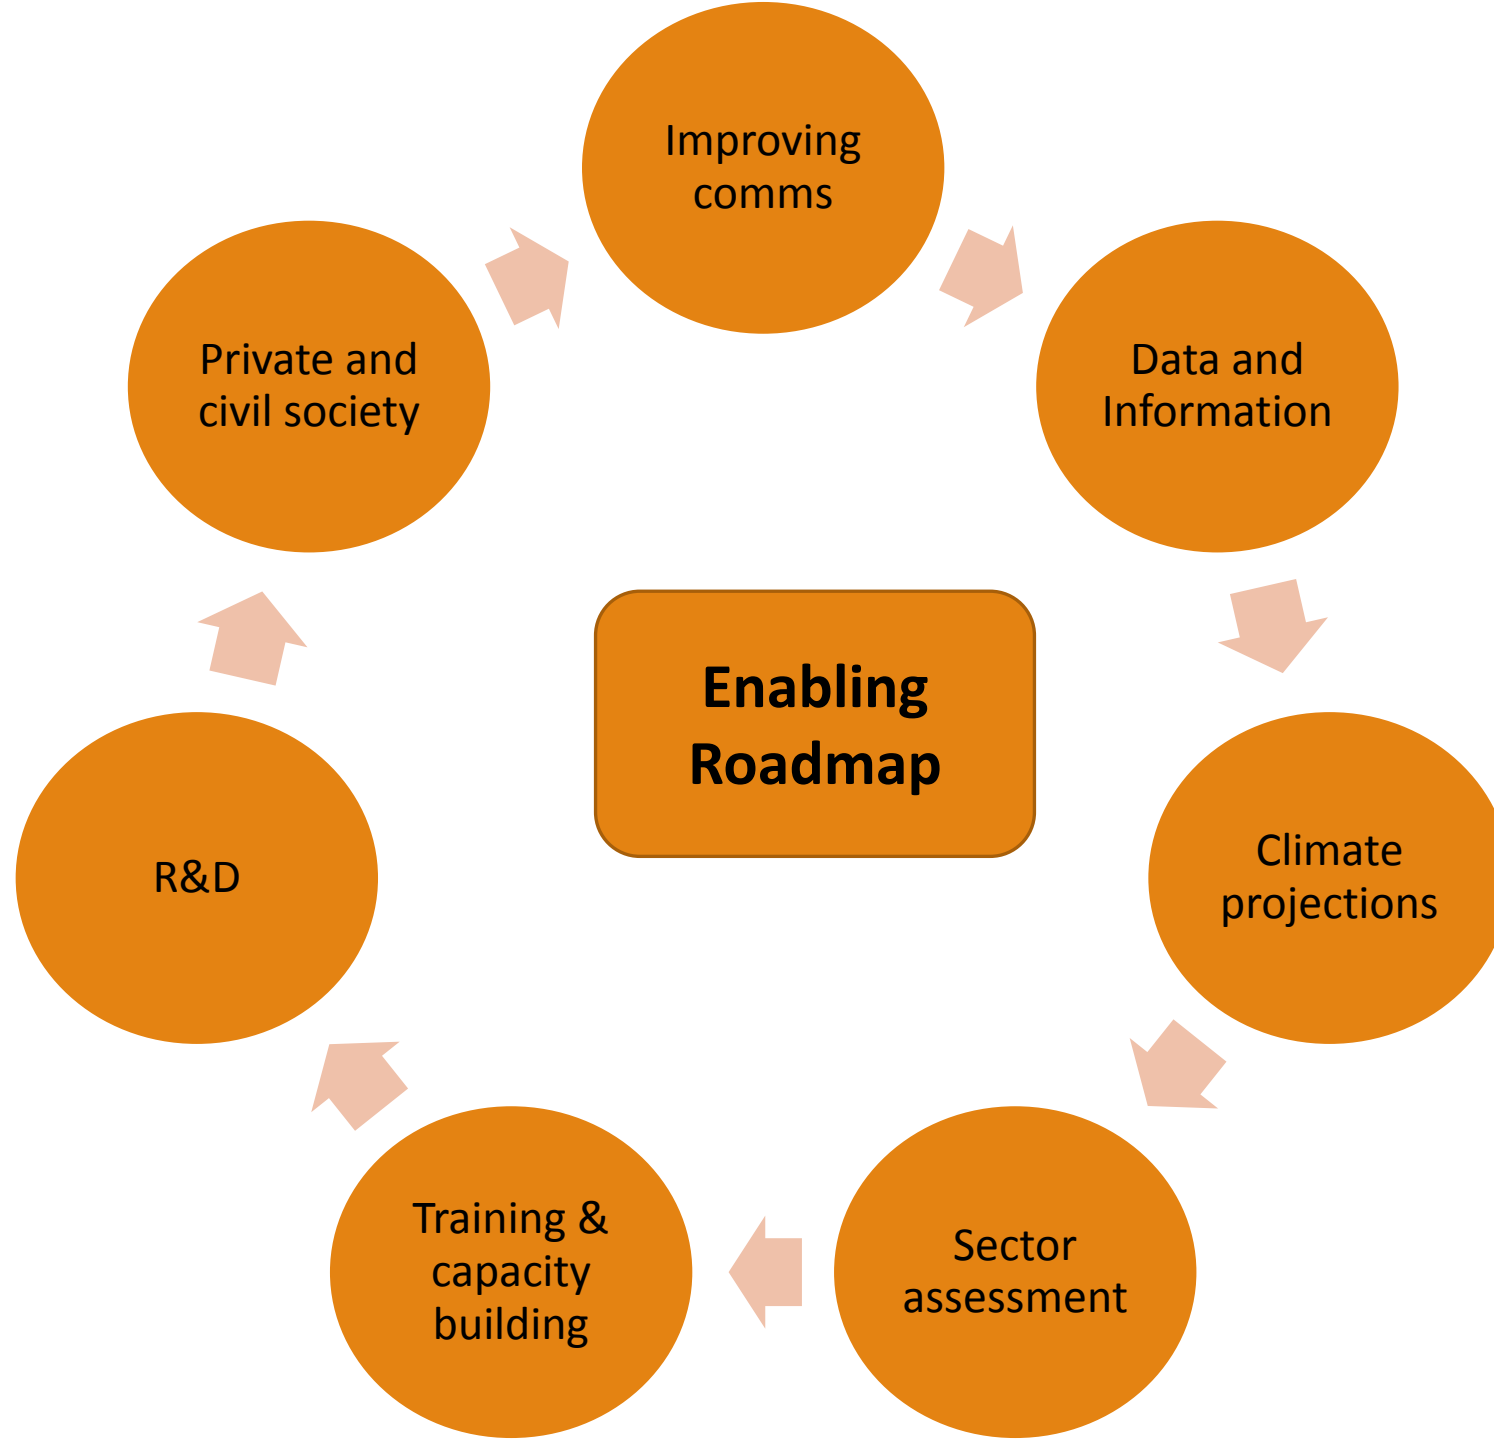 Improving
comms
Data and
Information
Climate
projections
Sector
assessment
Training &
capacity
building
R&D
Private and
civil society
Enabling
Roadmap